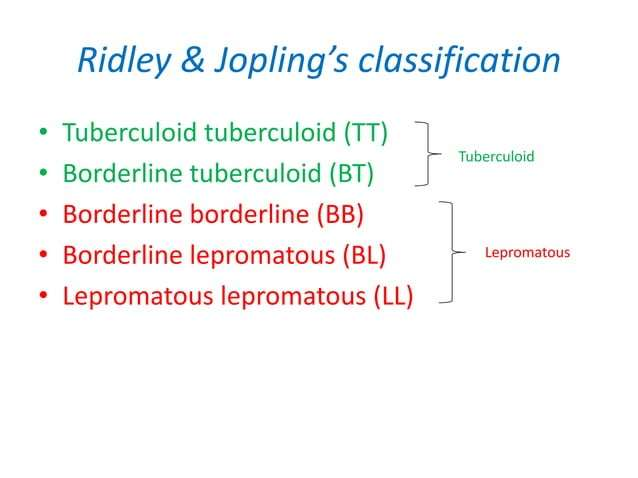 Ridley & Jopling’s classification
• Tuberculoid tuberculoid (TT)
• Borderline tuberculoid (BT)
Tuberculoid
• Borderline borderline (BB)
• Borderline lepromatous (BL)
• Lepromatous lepromatous (LL)
Lepromatous